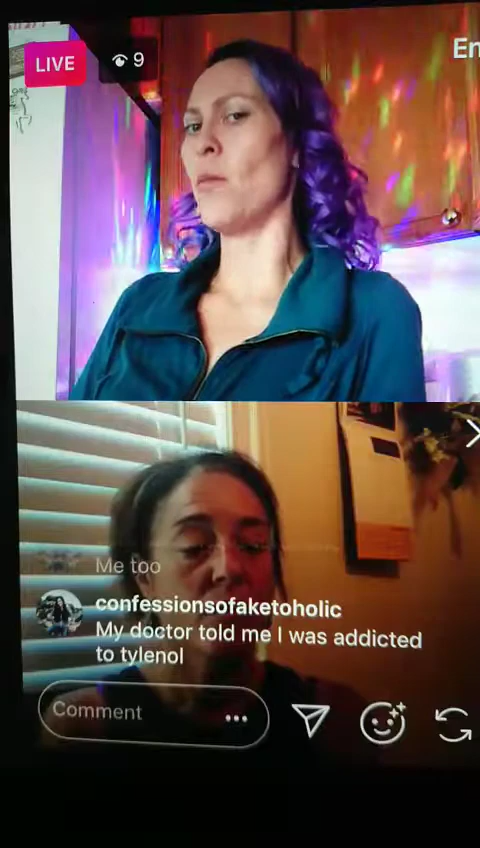 LIVE
9
En
Me too
confessionsofaketoholic
My doctor told me I was addicted
to tylenol
Comment